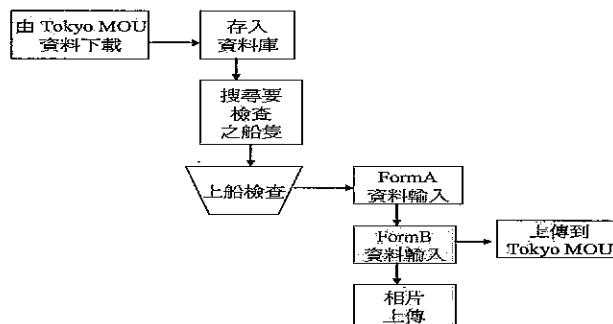 由 Tokyo MOU
資料下載
存入
資料庫
搜尋要
檢查
之船隻
上船檢查
FormA
資料輸入
FormB
資料輸入
上傳到
Tokyo MOU
相片
上傳